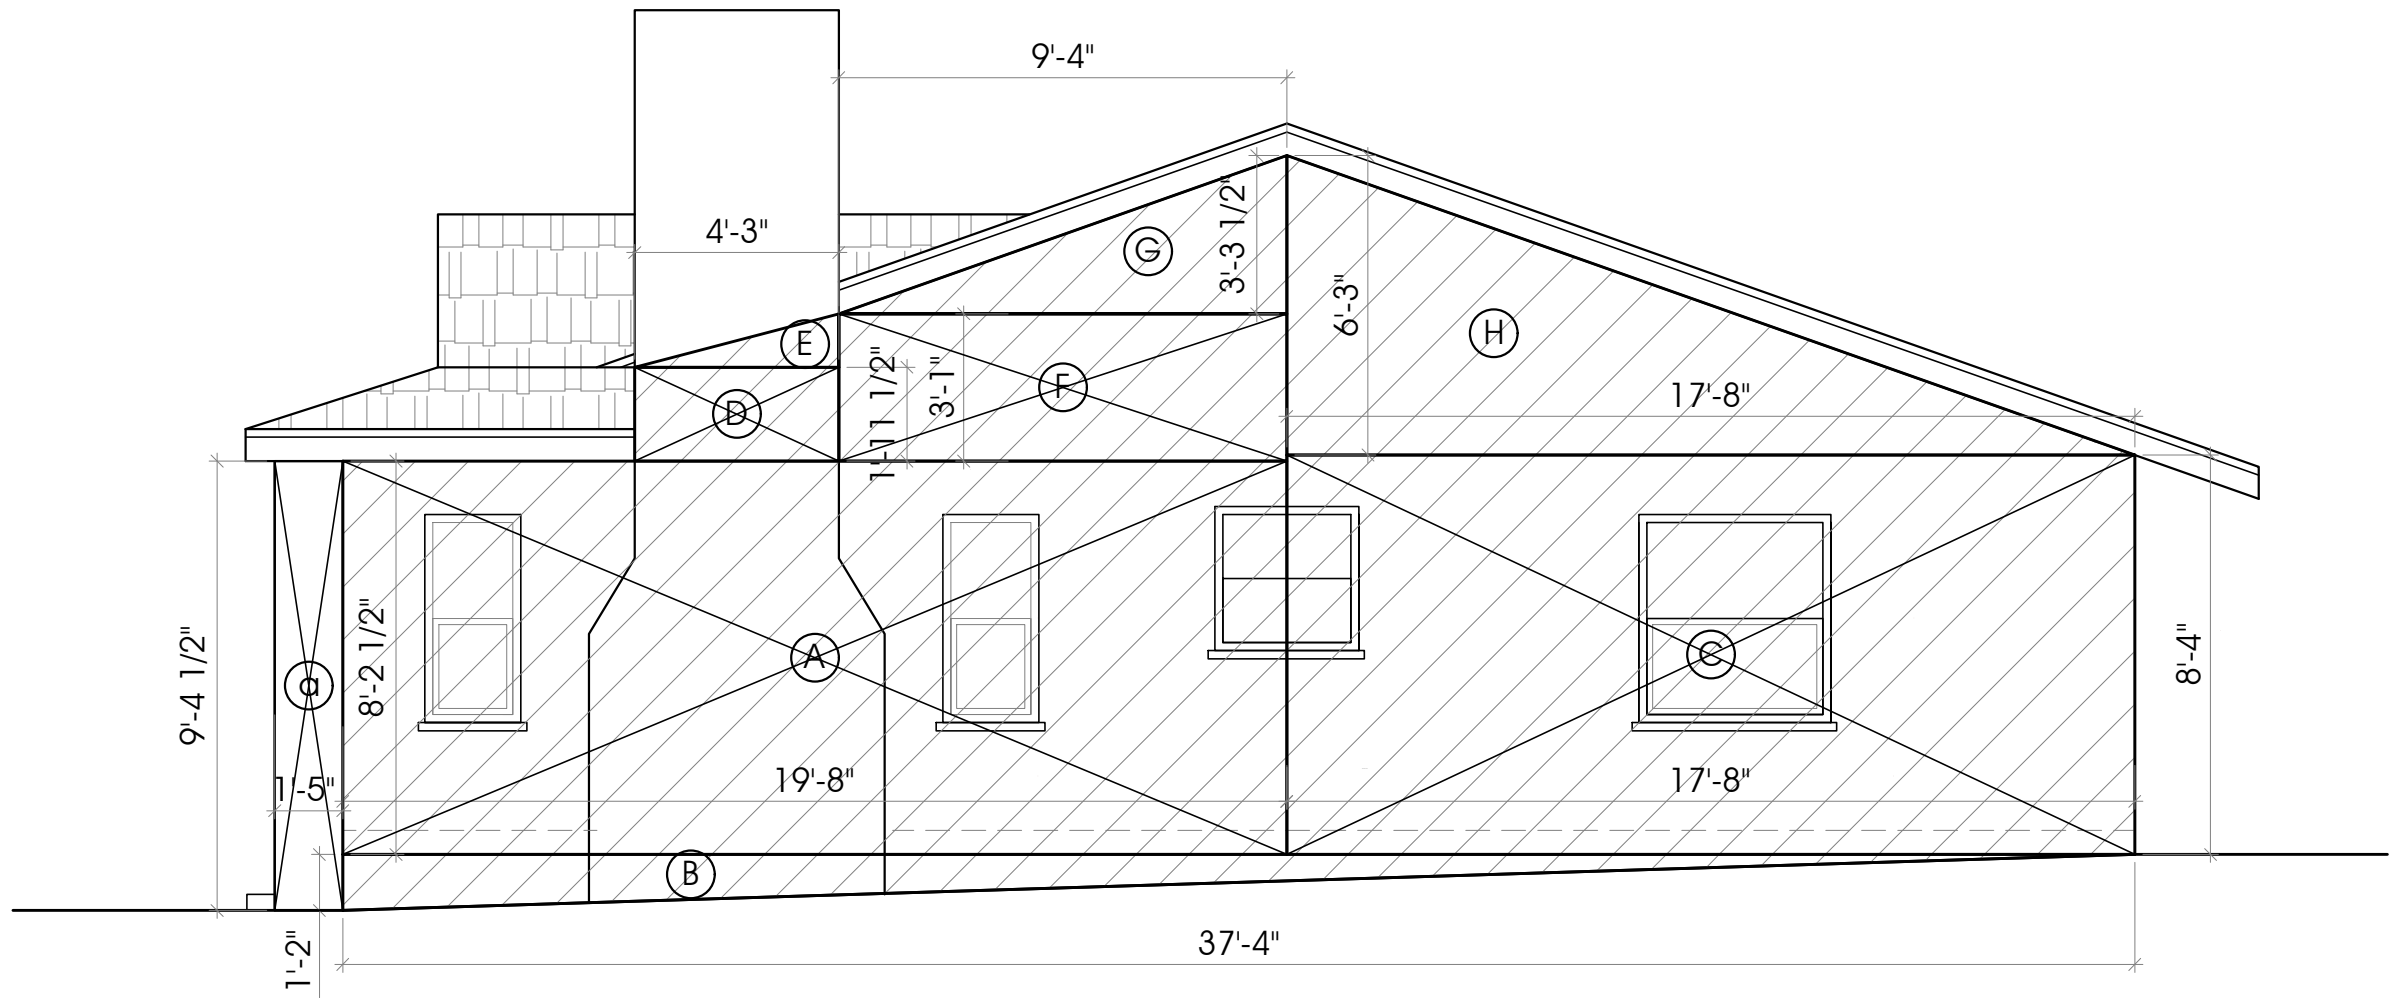 9'-4"
4'-3"
G
3'-3 1/2"
6'-3"
E
H
1'-11 1/2"
3'-1"
F
17'-8"
D
9'-4 1/2"
a
8'-2 1/2"
A
C
8'-4"
1'-5"
19'-8"
17'-8"
B
1'-2"
37'-4"